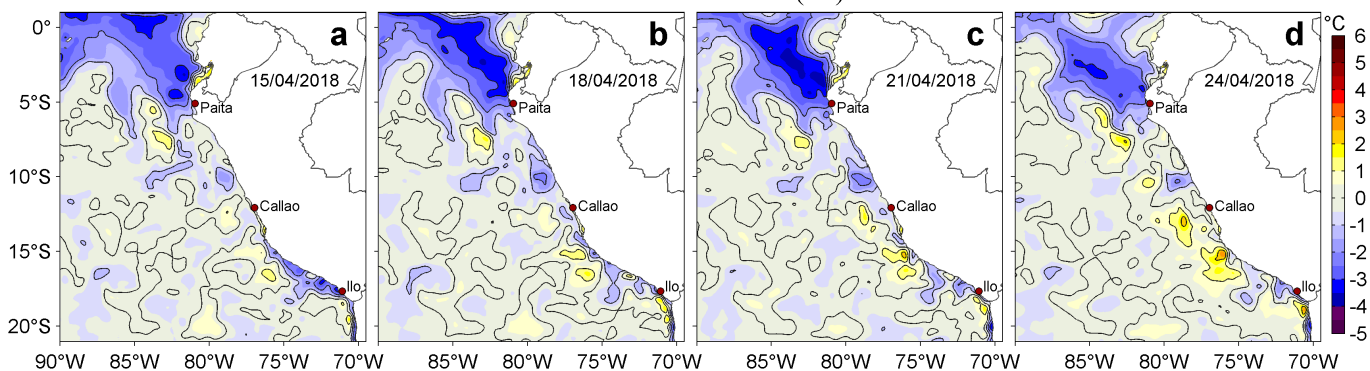 a b c d °C
15/04/2018 18/04/2018 21/04/2018 24/04/2018
0° 5°S 10°S 15°S 20°S
Paita Paita Paita Paita
Callao Callao Callao Callao
Ilo Ilo Ilo Ilo
6
5
4
3
2
1
0
-1
-2
-3
-4
-5
90°W 85°W 80°W 75°W 70°W 85°W 80°W 75°W 70°W 85°W 80°W 75°W 70°W 85°W 80°W 75°W 70°W